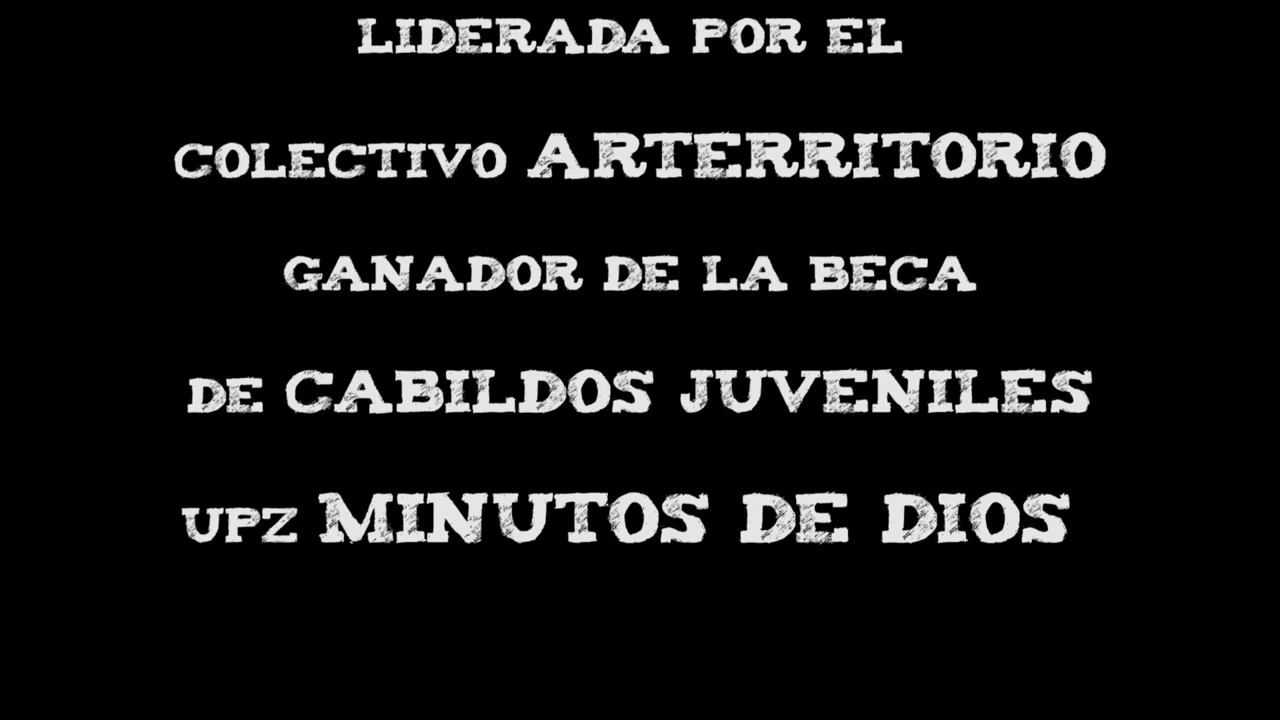 LIDERADA POR EL
COLECTIVO ARTERRITORIO
GANADOR DE LA BECA
DE CABILDOS JUVENILES
UPZ MINUTOS DE DIOS